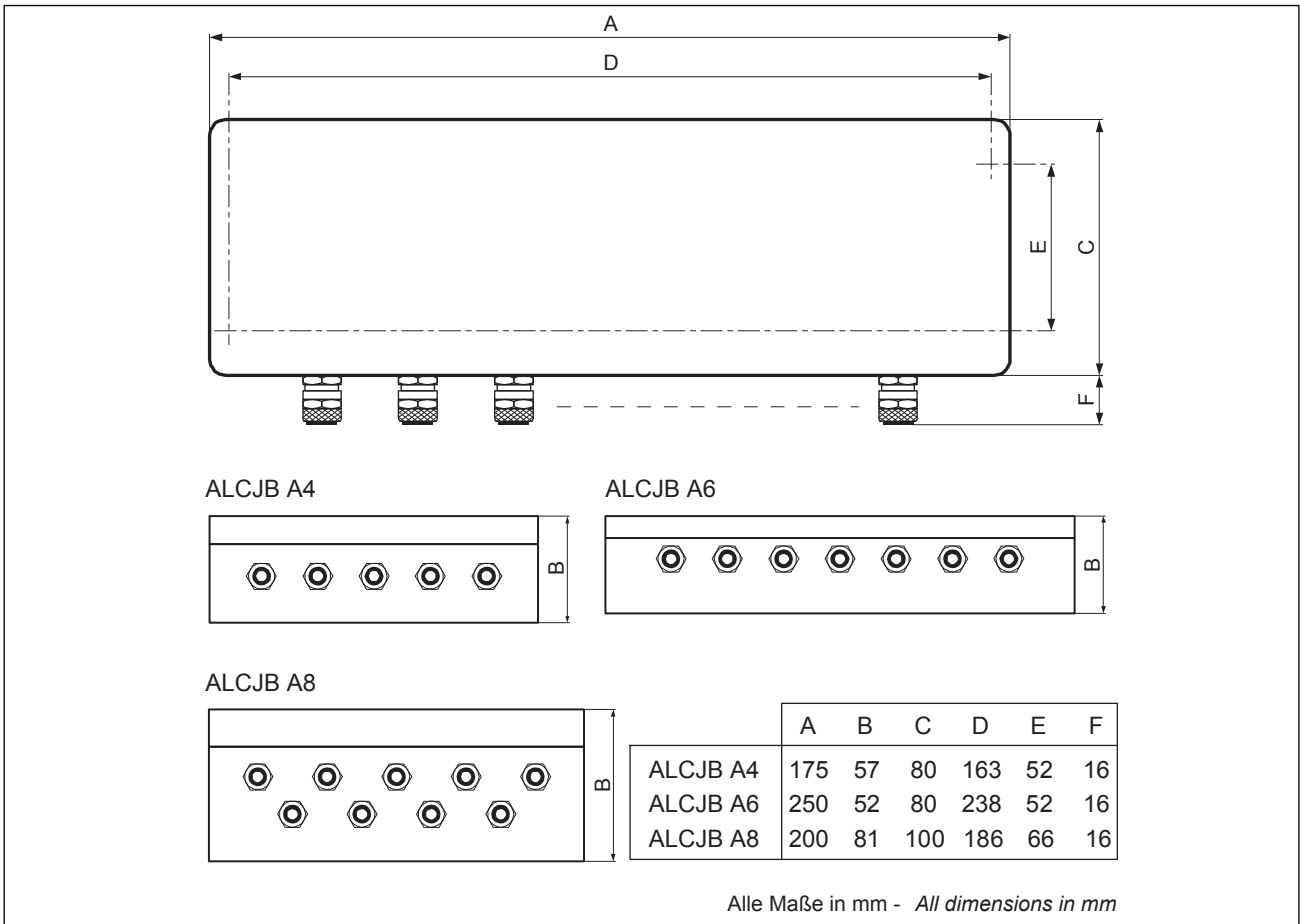 A
D
E
C
F
ALCJB A4
ALCJB A6
B
B
ALCJB A8
B
A B C D E F
ALCJB A4 175 57 80 163 52 16
ALCJB A6 250 52 80 238 52 16
ALCJB A8 200 81 100 186 66 16
Alle Maße in mm - All dimensions in mm